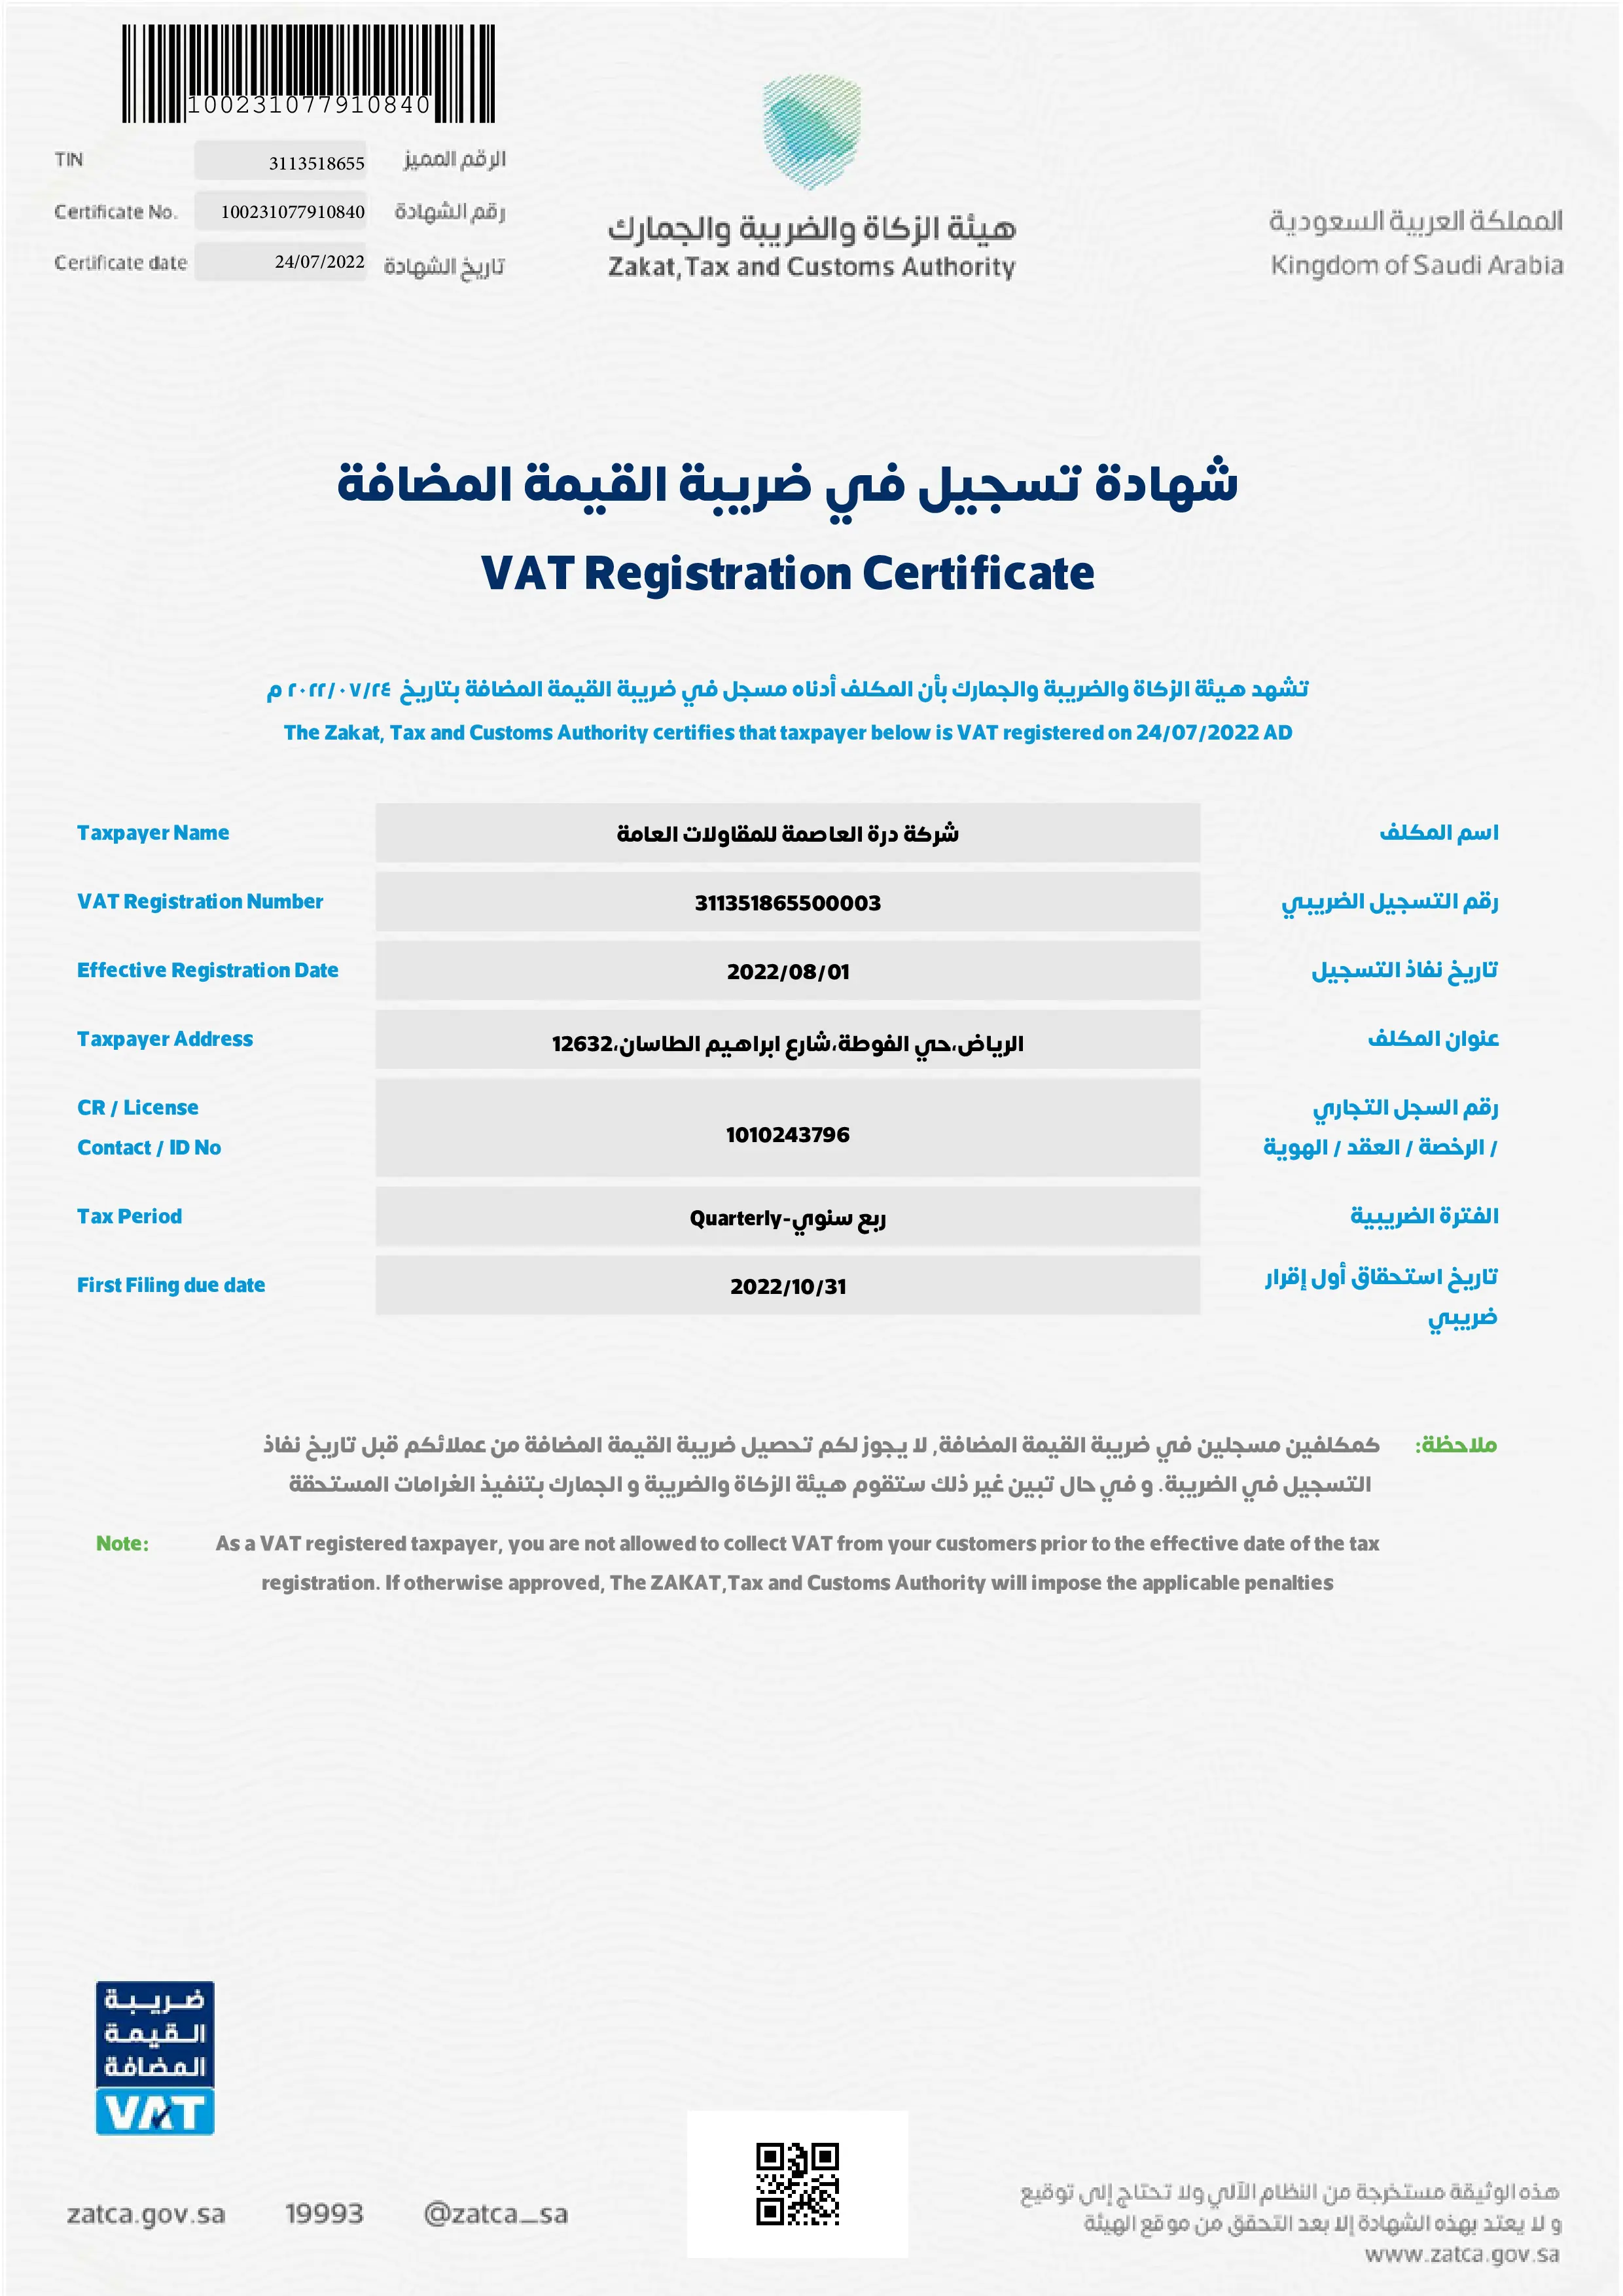 100231077910840
TIN 3113518655 الرقم المميز
Certificate No. 100231077910840 رقم الشهادة
Certificate date 24/07/2022 تاريخ الشهادة
هيئة الزكاة والضريبة والجمارك
Zakat, Tax and Customs Authority
المملكة العربية السعودية
Kingdom of Saudi Arabia
شهادة تسجيل في ضريبة القيمة المضافة
VAT Registration Certificate
تشهد هيئة الزكاة والضريبة والجمارك بأن المكلف أدناه مسجل في ضريبة القيمة المضافة بتاريخ ٢٠٢٢/٠٧/٢٤ م
The Zakat, Tax and Customs Authority certifies that taxpayer below is VAT registered on 24/07/2022 AD
Taxpayer Name شركة درة العاصمة للمقاولات العامة اسم المكلف
VAT Registration Number 311351865500003 رقم التسجيل الضريبي
Effective Registration Date 2022/08/01 تاريخ نفاذ التسجيل
Taxpayer Address الرياض،حي الفوطة،شارع ابراهيم الطاسان،12632 عنوان المكلف
CR / License رقم السجل التجاري
Contact / ID No 1010243796 / الرخصة / العقد / الهوية
Tax Period ربع سنوي-Quarterly الفترة الضريبية
First Filing due date 2022/10/31 تاريخ استحقاق أول إقرار
ضريبي
ملاحظة: كمكلفين مسجلين في ضريبة القيمة المضافة, لا يجوز لكم تحصيل ضريبة القيمة المضافة من عملائكم قبل تاريخ نفاذ
التسجيل في الضريبة. و في حال تبين غير ذلك ستقوم هيئة الزكاة والضريبة و الجمارك بتنفيذ الغرامات المستحقة
Note: As a VAT registered taxpayer, you are not allowed to collect VAT from your customers prior to the effective date of the tax
registration. If otherwise approved, The ZAKAT,Tax and Customs Authority will impose the applicable penalties
ضريبة
القيمة
المضافة
VAT
zatca.gov.sa 19993 @zatca_sa
هذه الوثيقة مستخرجة من النظام الآلي ولا تحتاج إلى توقيع
و لا يعتد بهذه الشهادة إلا بعد التحقق من موقع الهيئة
www.zatca.gov.sa